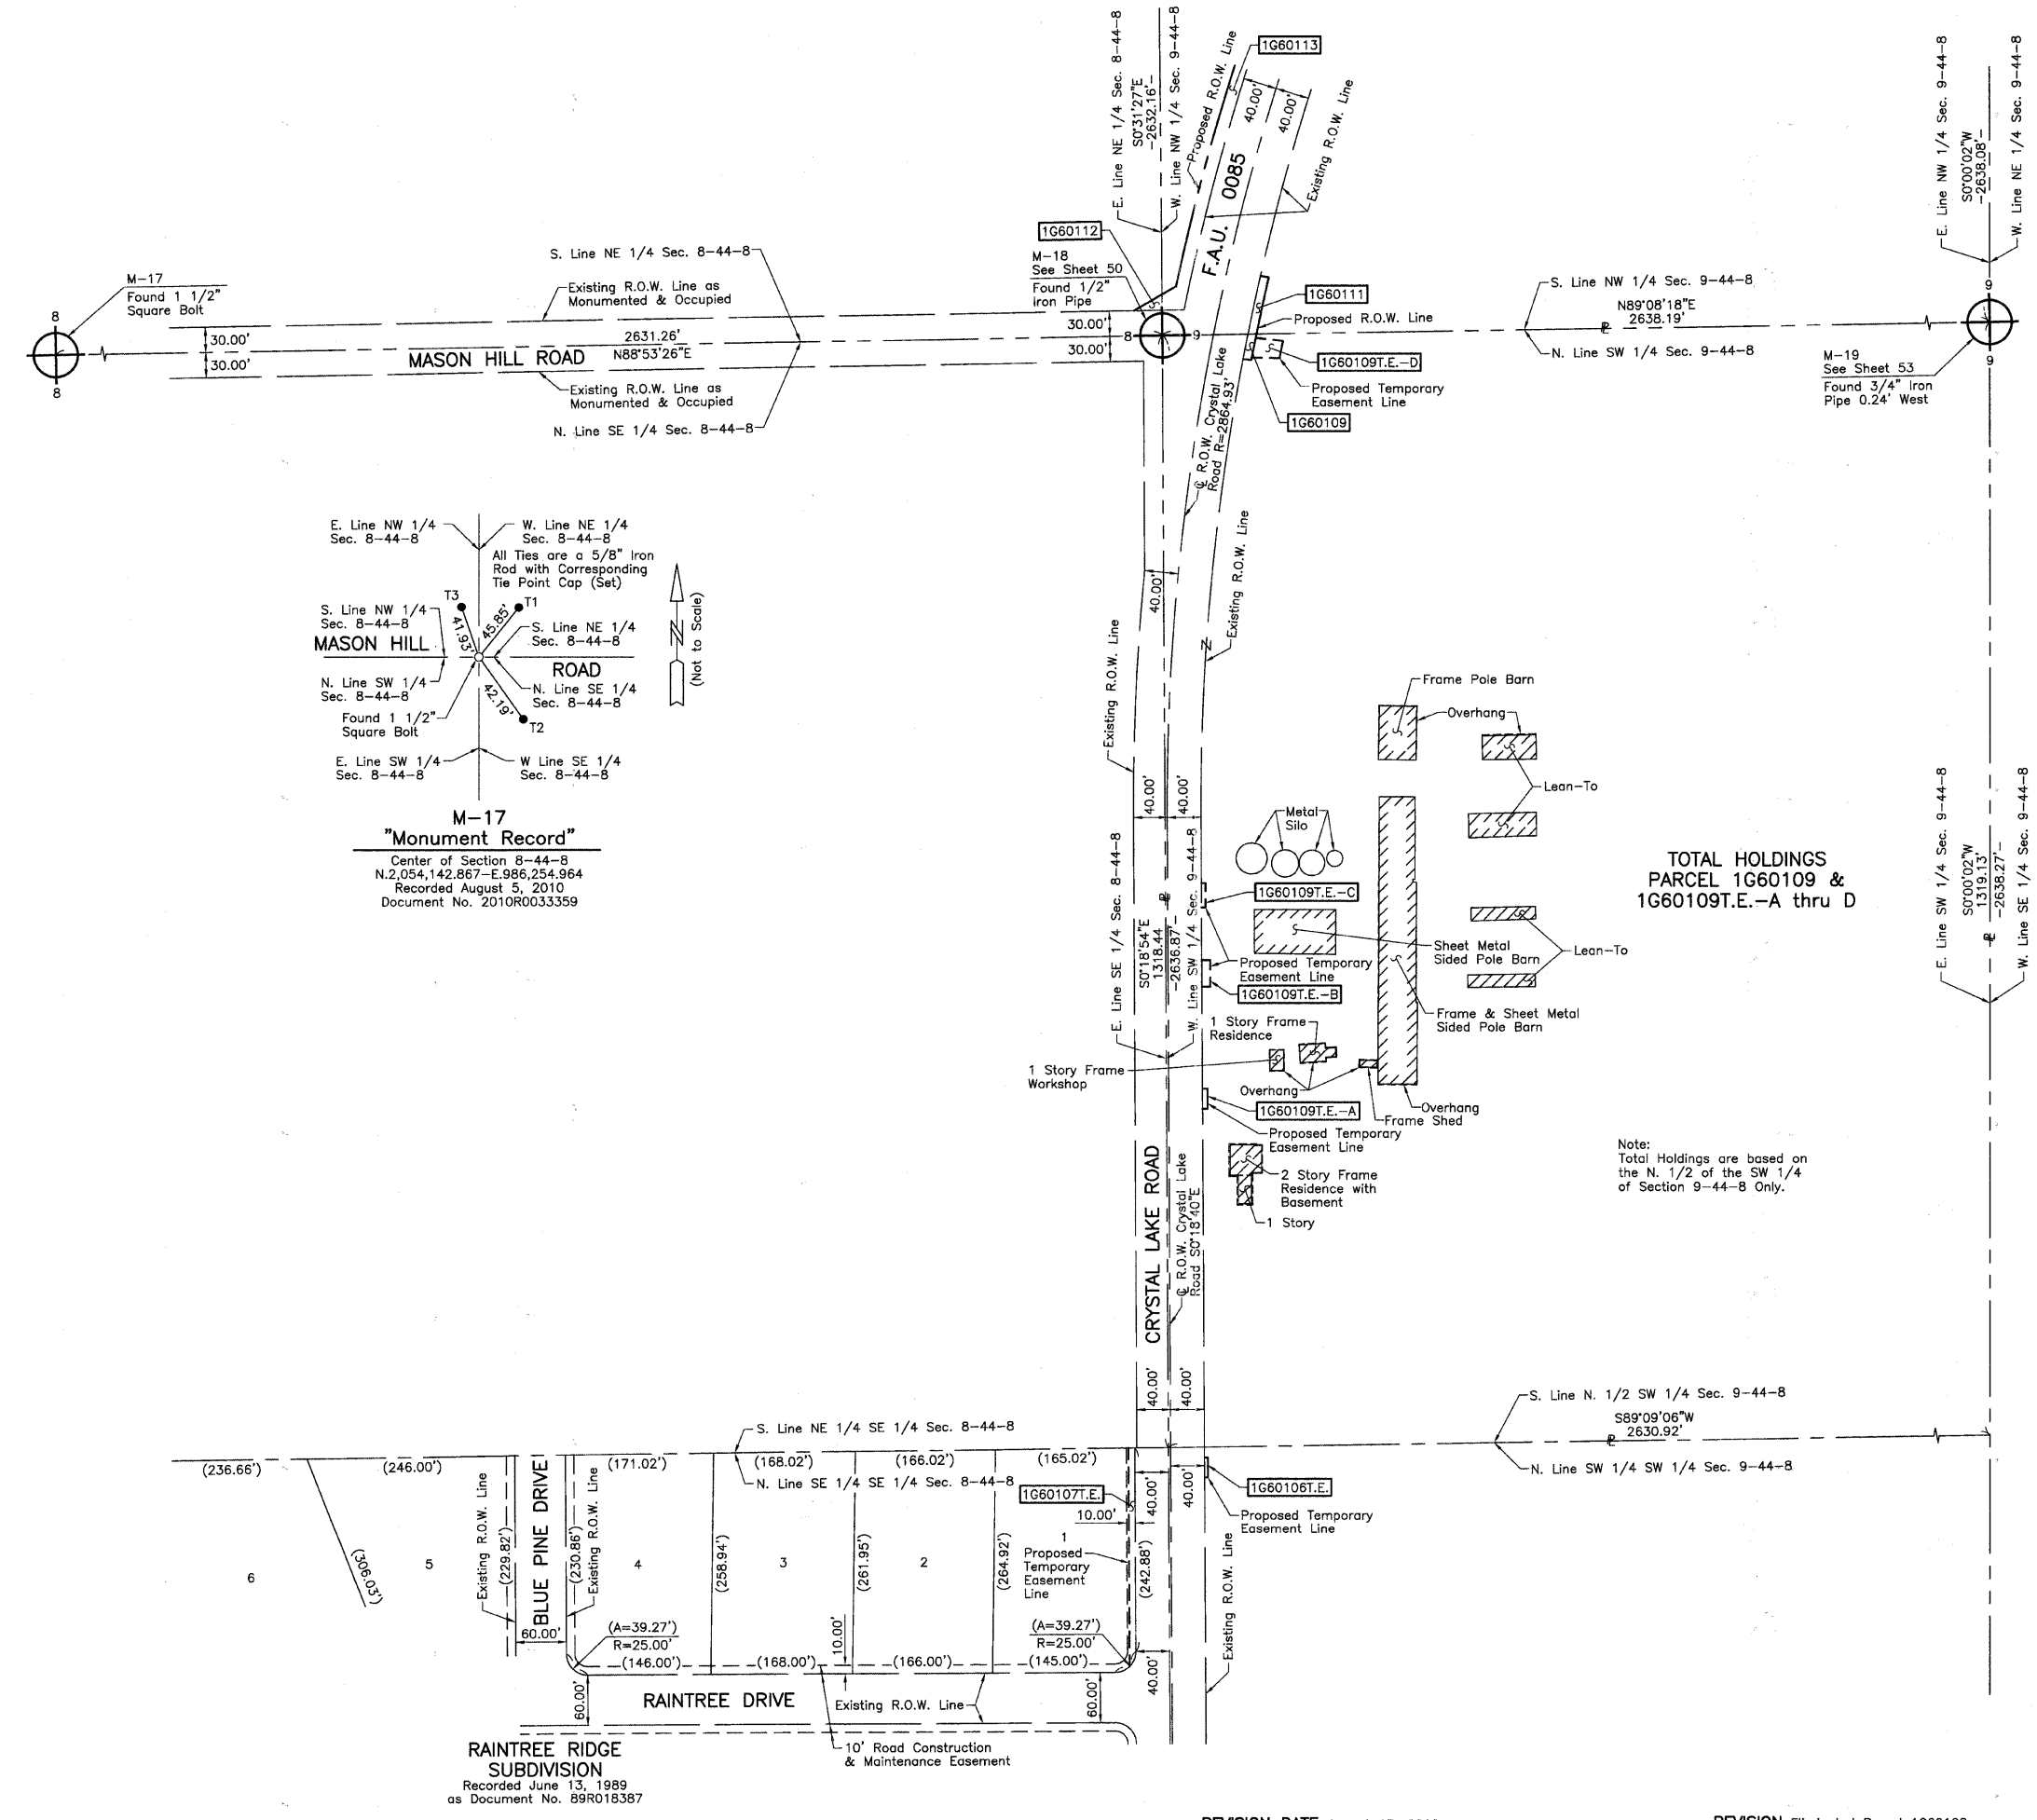 E. Line NE 1/4 Sec. 8-44-8
S0°31'27"E
-2632.16'-
W. Line NW 1/4 Sec. 9-44-8
Proposed R.O.W. Line
1G60113
40.00'
40.00'
Existing R.O.W. Line
Proposed R.O.W. Line
F.A.U. 0085
Existing R.O.W. Line
E. Line NW 1/4 Sec. 9-44-8
S0°00'02"W
-2638.08'-
W. Line NE 1/4 Sec. 9-44-8
M-17
Found 1 1/2"
Square Bolt
8
8
S. Line NE 1/4 Sec. 8-44-8
Existing R.O.W. Line as
Monumented & Occupied
30.00'
30.00'
2631.26'
N88°53'26"E
MASON HILL ROAD
Existing R.O.W. Line as
Monumented & Occupied
N. Line SE 1/4 Sec. 8-44-8
1G60112
M-18
See Sheet 50
Found 1/2"
Iron Pipe
30.00'
30.00'
8
9
1G60111
Proposed R.O.W. Line
1G60109T.E.-D
Proposed Temporary
Easement Line
1G60109
℄ R.O.W. Crystal Lake
Road R=2864.93'
S. Line NW 1/4 Sec. 9-44-8
N89°08'18"E
2638.19'
N. Line SW 1/4 Sec. 9-44-8
9
9
M-19
See Sheet 53
Found 3/4" Iron
Pipe 0.24' West
E. Line NW 1/4
Sec. 8-44-8
W. Line NE 1/4
Sec. 8-44-8
All Ties are a 5/8" Iron
Rod with Corresponding
Tie Point Cap (Set)
T3
T1
41.93'
45.85'
S. Line NW 1/4
Sec. 8-44-8
S. Line NE 1/4
Sec. 8-44-8
MASON HILL
ROAD
N. Line SW 1/4
Sec. 8-44-8
N. Line SE 1/4
Sec. 8-44-8
42.19'
T2
Found 1 1/2"
Square Bolt
E. Line SW 1/4
Sec. 8-44-8
W Line SE 1/4
Sec. 8-44-8
N
(Not to Scale)
M-17
"Monument Record"
Center of Section 8-44-8
N.2,054,142.867-E.986,254.964
Recorded August 5, 2010
Document No. 2010R0033359
40.00'
Existing R.O.W. Line
Existing R.O.W. Line
40.00'
40.00'
E. Line SE 1/4 Sec. 8-44-8
S0°18'54"E
1318.44
-2636.87'-
W. Line SW 1/4 Sec. 9-44-8
Frame Pole Barn
Overhang
Lean-To
Metal
Silo
1G60109T.E.-C
Sheet Metal
Sided Pole Barn
Lean-To
Proposed Temporary
Easement Line
1G60109T.E.-B
Frame & Sheet Metal
Sided Pole Barn
1 Story Frame
Residence
1 Story Frame
Workshop
Overhang
1G60109T.E.-A
Overhang
Frame Shed
Proposed Temporary
Easement Line
2 Story Frame
Residence with
Basement
1 Story
TOTAL HOLDINGS
PARCEL 1G60109 &
1G60109T.E.-A thru D
E. Line SW 1/4 Sec. 9-44-8
S0°00'02"W
1319.13'
-2638.27'-
W. Line SE 1/4 Sec. 9-44-8
Note:
Total Holdings are based on
the N. 1/2 of the SW 1/4
of Section 9-44-8 Only.
CRYSTAL LAKE ROAD
℄ R.O.W. Crystal Lake
Road S0°18'40"E
40.00'
40.00'
S. Line N. 1/2 SW 1/4 Sec. 9-44-8
S89°09'06"W
2630.92'
N. Line SW 1/4 SW 1/4 Sec. 9-44-8
S. Line NE 1/4 SE 1/4 Sec. 8-44-8
(236.66')
(246.00')
(171.02')
(168.02')
(166.02')
(165.02')
N. Line SE 1/4 SE 1/4 Sec. 8-44-8
1G60107T.E.
10.00'
40.00'
40.00'
1G60106T.E.
Proposed Temporary
Easement Line
6
(306.03')
5
Existing R.O.W. Line
(229.82')
BLUE PINE DRIVE
(230.86')
Existing R.O.W. Line
4
(258.94')
3
(261.95')
2
(264.92')
1
Proposed
Temporary
Easement
Line
(242.88')
Existing R.O.W. Line
60.00'
(A=39.27')
R=25.00'
10.00'
(A=39.27')
R=25.00'
(146.00')
(168.00')
(166.00')
(145.00')
40.00'
60.00'
RAINTREE DRIVE
Existing R.O.W. Line
60.00'
10' Road Construction
& Maintenance Easement
RAINTREE RIDGE
SUBDIVISION
Recorded June 13, 1989
as Document No. 89R018387